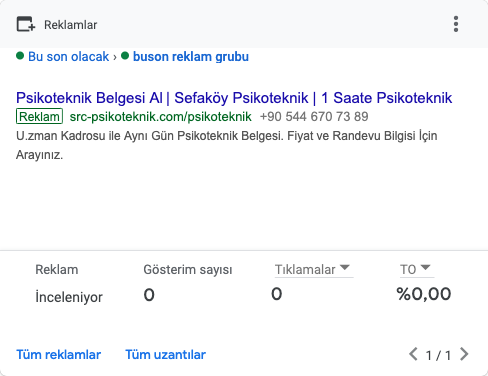 Reklamlar
Bu son olacak › buson reklam grubu
Psikoteknik Belgesi Al | Sefaköy Psikoteknik | 1 Saate Psikoteknik
Reklam src-psikoteknik.com/psikoteknik +90 544 670 73 89
U.zman Kadrosu ile Aynı Gün Psikoteknik Belgesi. Fiyat ve Randevu Bilgisi İçin
Arayınız.
Reklam Gösterim sayısı Tıklamalar TO
İnceleniyor 0 0 %0,00
Tüm reklamlar Tüm uzantılar 1 / 1